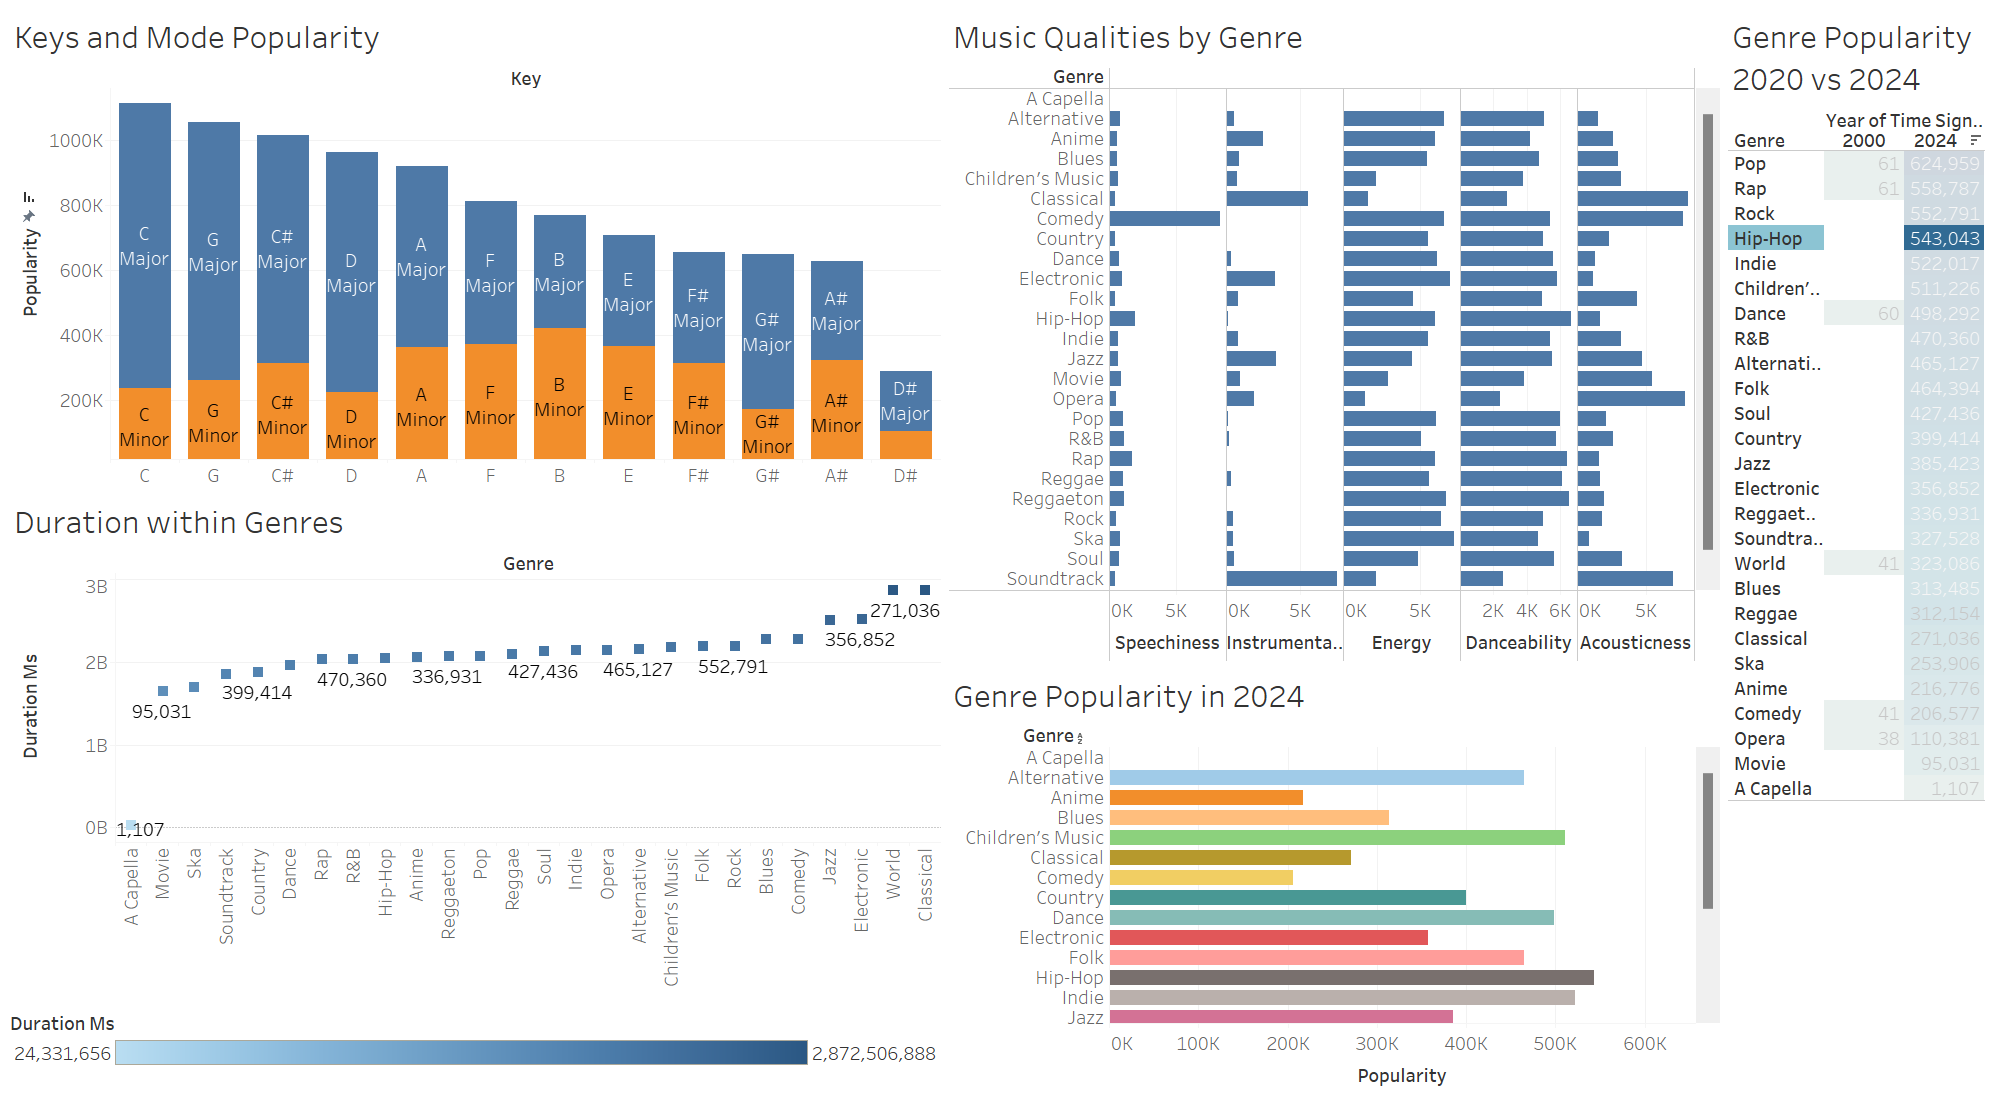 Keys and Mode Popularity
Key
Popularity
1000K
800K
600K
400K
200K
C
Major
G
Major
C#
Major
D
Major
A
Major
F
Major
B
Major
E
Major
F#
Major
G#
Major
A#
Major
D#
Major
C
Minor
G
Minor
C#
Minor
D
Minor
A
Minor
F
Minor
B
Minor
E
Minor
F#
Minor
G#
Minor
A#
Minor
C G C# D A F B E F# G# A# D#
Duration within Genres
Genre
Duration Ms
3B
2B
1B
0B
1,107
95,031
399,414
470,360
336,931
427,436
465,127
552,791
356,852
271,036
A Capella
Movie
Ska
Soundtrack
Country
Dance
Rap
R&B
Hip-Hop
Anime
Reggaeton
Pop
Reggae
Soul
Indie
Opera
Alternative
Children's Music
Folk
Rock
Blues
Comedy
Jazz
Electronic
World
Classical
Duration Ms
24,331,656 2,872,506,888
Music Qualities by Genre
Genre
A Capella
Alternative
Anime
Blues
Children's Music
Classical
Comedy
Country
Dance
Electronic
Folk
Hip-Hop
Indie
Jazz
Movie
Opera
Pop
R&B
Rap
Reggae
Reggaeton
Rock
Ska
Soul
Soundtrack
0K 5K 0K 5K 0K 5K 2K 4K 6K 0K 5K
Speechiness Instrumenta.. Energy Danceability Acousticness
Genre Popularity in 2024
Genre
A Capella
Alternative
Anime
Blues
Children's Music
Classical
Comedy
Country
Dance
Electronic
Folk
Hip-Hop
Indie
Jazz
0K 100K 200K 300K 400K 500K 600K
Popularity
Genre Popularity
2020 vs 2024
Year of Time Sign..
Genre 2000 2024
Pop 61 624,959
Rap 61 558,787
Rock 552,791
Hip-Hop 543,043
Indie 522,017
Children'.. 511,226
Dance 60 498,292
R&B 470,360
Alternati.. 465,127
Folk 464,394
Soul 427,436
Country 399,414
Jazz 385,423
Electronic 356,852
Reggaet.. 336,931
Soundtra.. 327,528
World 41 323,086
Blues 313,485
Reggae 312,154
Classical 271,036
Ska 253,906
Anime 216,776
Comedy 41 206,577
Opera 38 110,381
Movie 95,031
A Capella 1,107